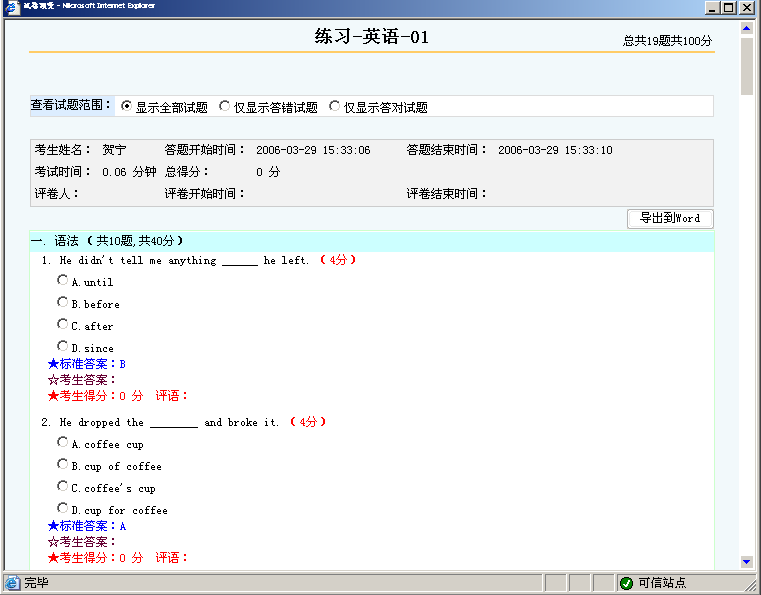 试卷预览 - Microsoft Internet Explorer
练习-英语-01
总共19题共100分
查看试题范围： 显示全部试题 仅显示答错试题 仅显示答对试题
考生姓名： 贺宁 答题开始时间： 2006-03-29 15:33:06 答题结束时间： 2006-03-29 15:33:10
考试时间： 0.06 分钟 总得分： 0 分
评卷人： 评卷开始时间： 评卷结束时间：
导出到Word
一. 语法 (共10题,共40分)
1. He didn't tell me anything ______ he left. (4分)
A.until
B.before
C.after
D.since
★标准答案：B
☆考生答案：
★考生得分：0 分 评语：
2. He dropped the ________ and broke it. (4分)
A.coffee cup
B.cup of coffee
C.coffee's cup
D.cup for coffee
★标准答案：A
☆考生答案：
★考生得分：0 分 评语：
完毕
可信站点